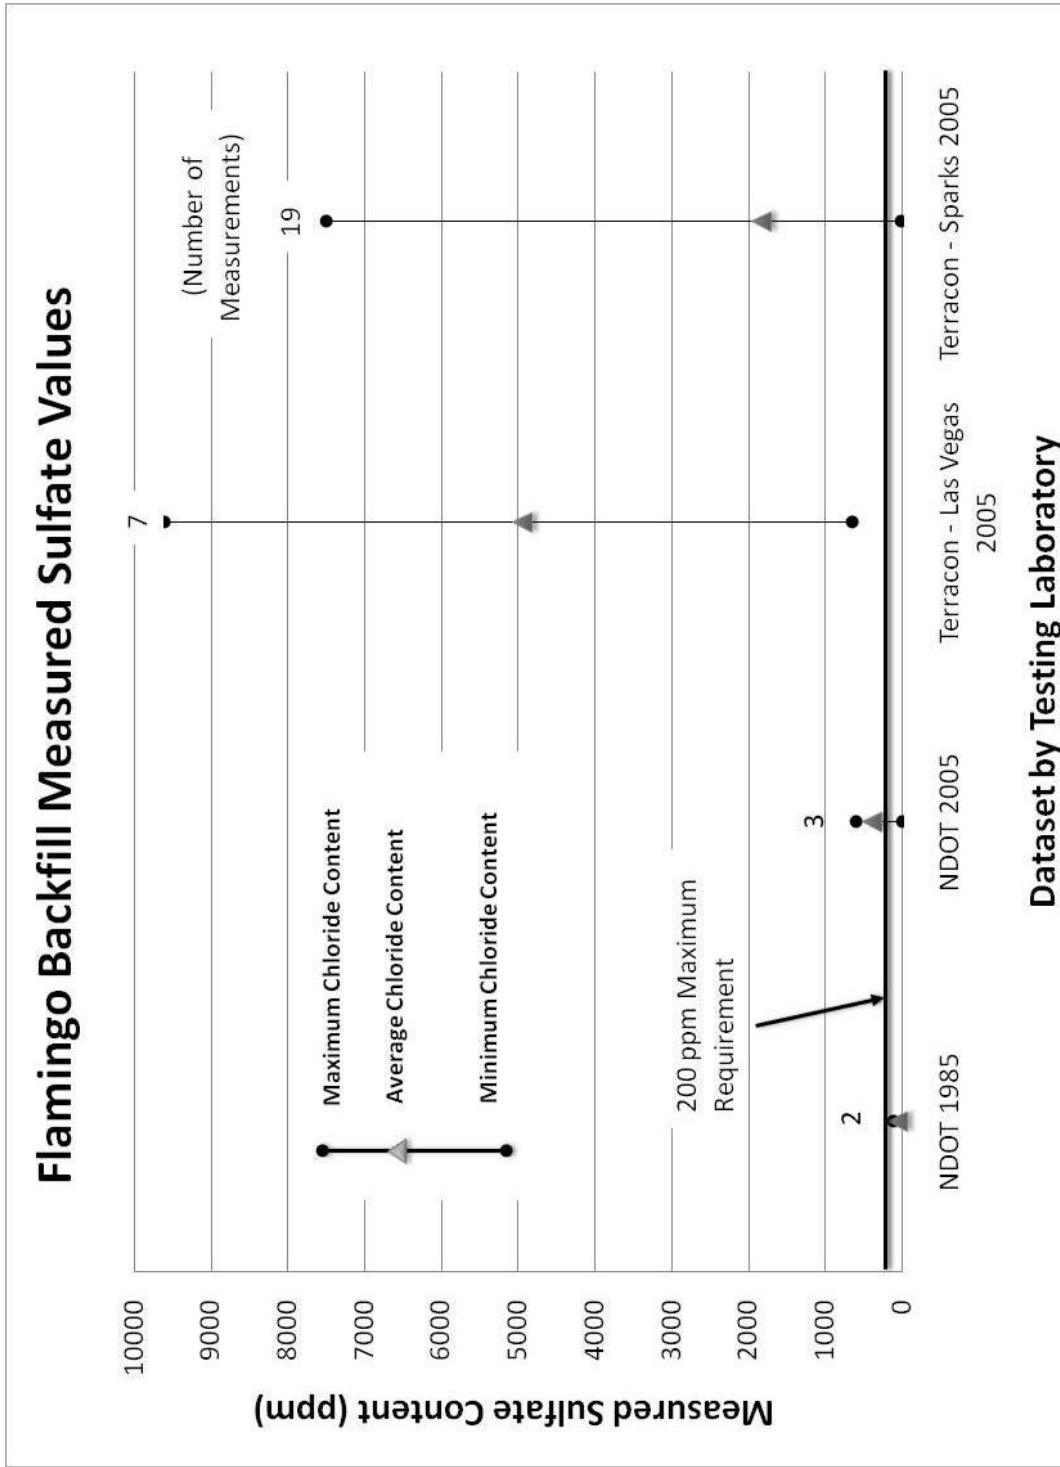 Flamingo Backfill Measured Sulfate Values
Measured Sulfate Content (ppm)
10000
9000
8000
7000
6000
5000
4000
3000
2000
1000
0
Maximum Chloride Content
Average Chloride Content
Minimum Chloride Content
200 ppm Maximum
Requirement
(Number of
Measurements)
2
3
7
19
NDOT 1985
NDOT 2005
Terracon - Las Vegas
2005
Terracon - Sparks 2005
Dataset by Testing Laboratory